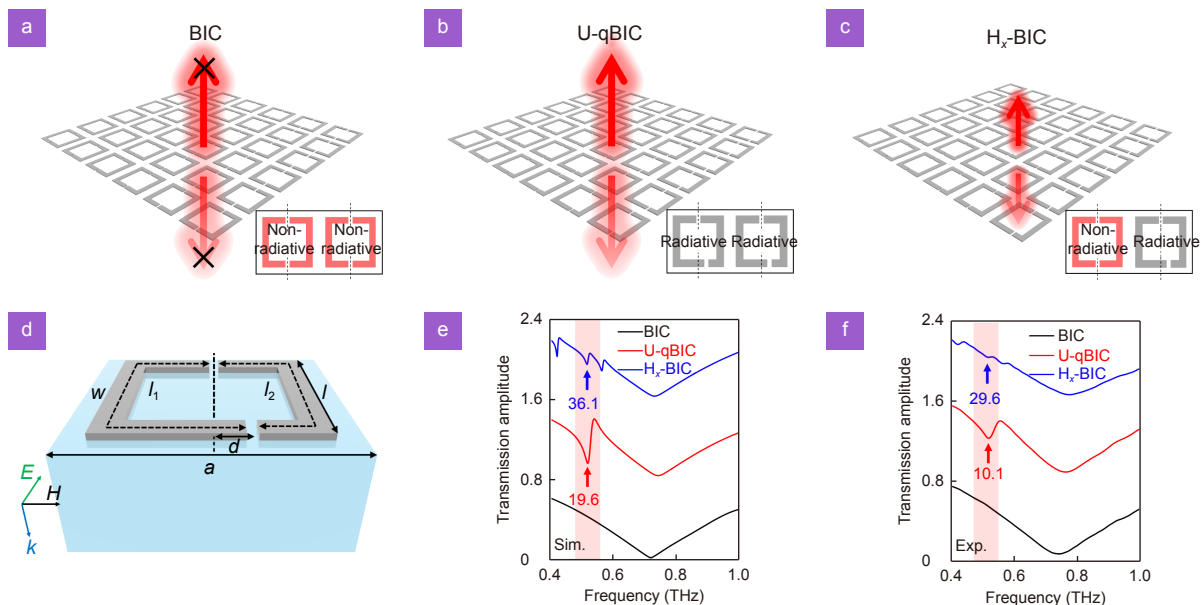 a
BIC
Non-
radiative
Non-
radiative
b
U-qBIC
Radiative
Radiative
c
Hx-BIC
Non-
radiative
Radiative
d
w
l1
l2
l
d
a
E
H
k
e
Transmission amplitude
2.4
1.6
0.8
0
BIC
U-qBIC
Hx-BIC
36.1
19.6
Sim.
0.4
0.6
0.8
1.0
Frequency (THz)
f
Transmission amplitude
2.4
1.6
0.8
0
BIC
U-qBIC
Hx-BIC
29.6
10.1
Exp.
0.4
0.6
0.8
1.0
Frequency (THz)